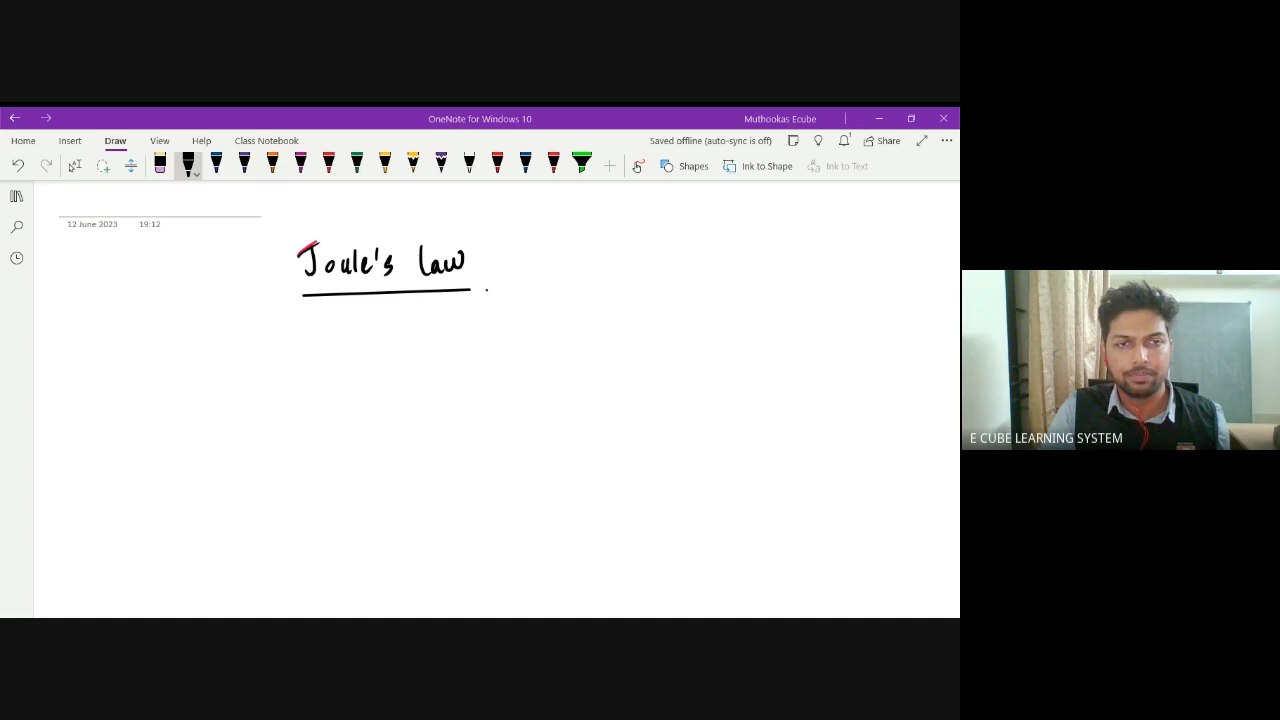 OneNote for Windows 10
Muthookas Ecube
Home Insert Draw View Help Class Notebook
Saved offline (auto-sync is off)
Share
Shapes
Ink to Shape
Ink to Text
12 June 2023 19:12
Joule's law
E CUBE LEARNING SYSTEM